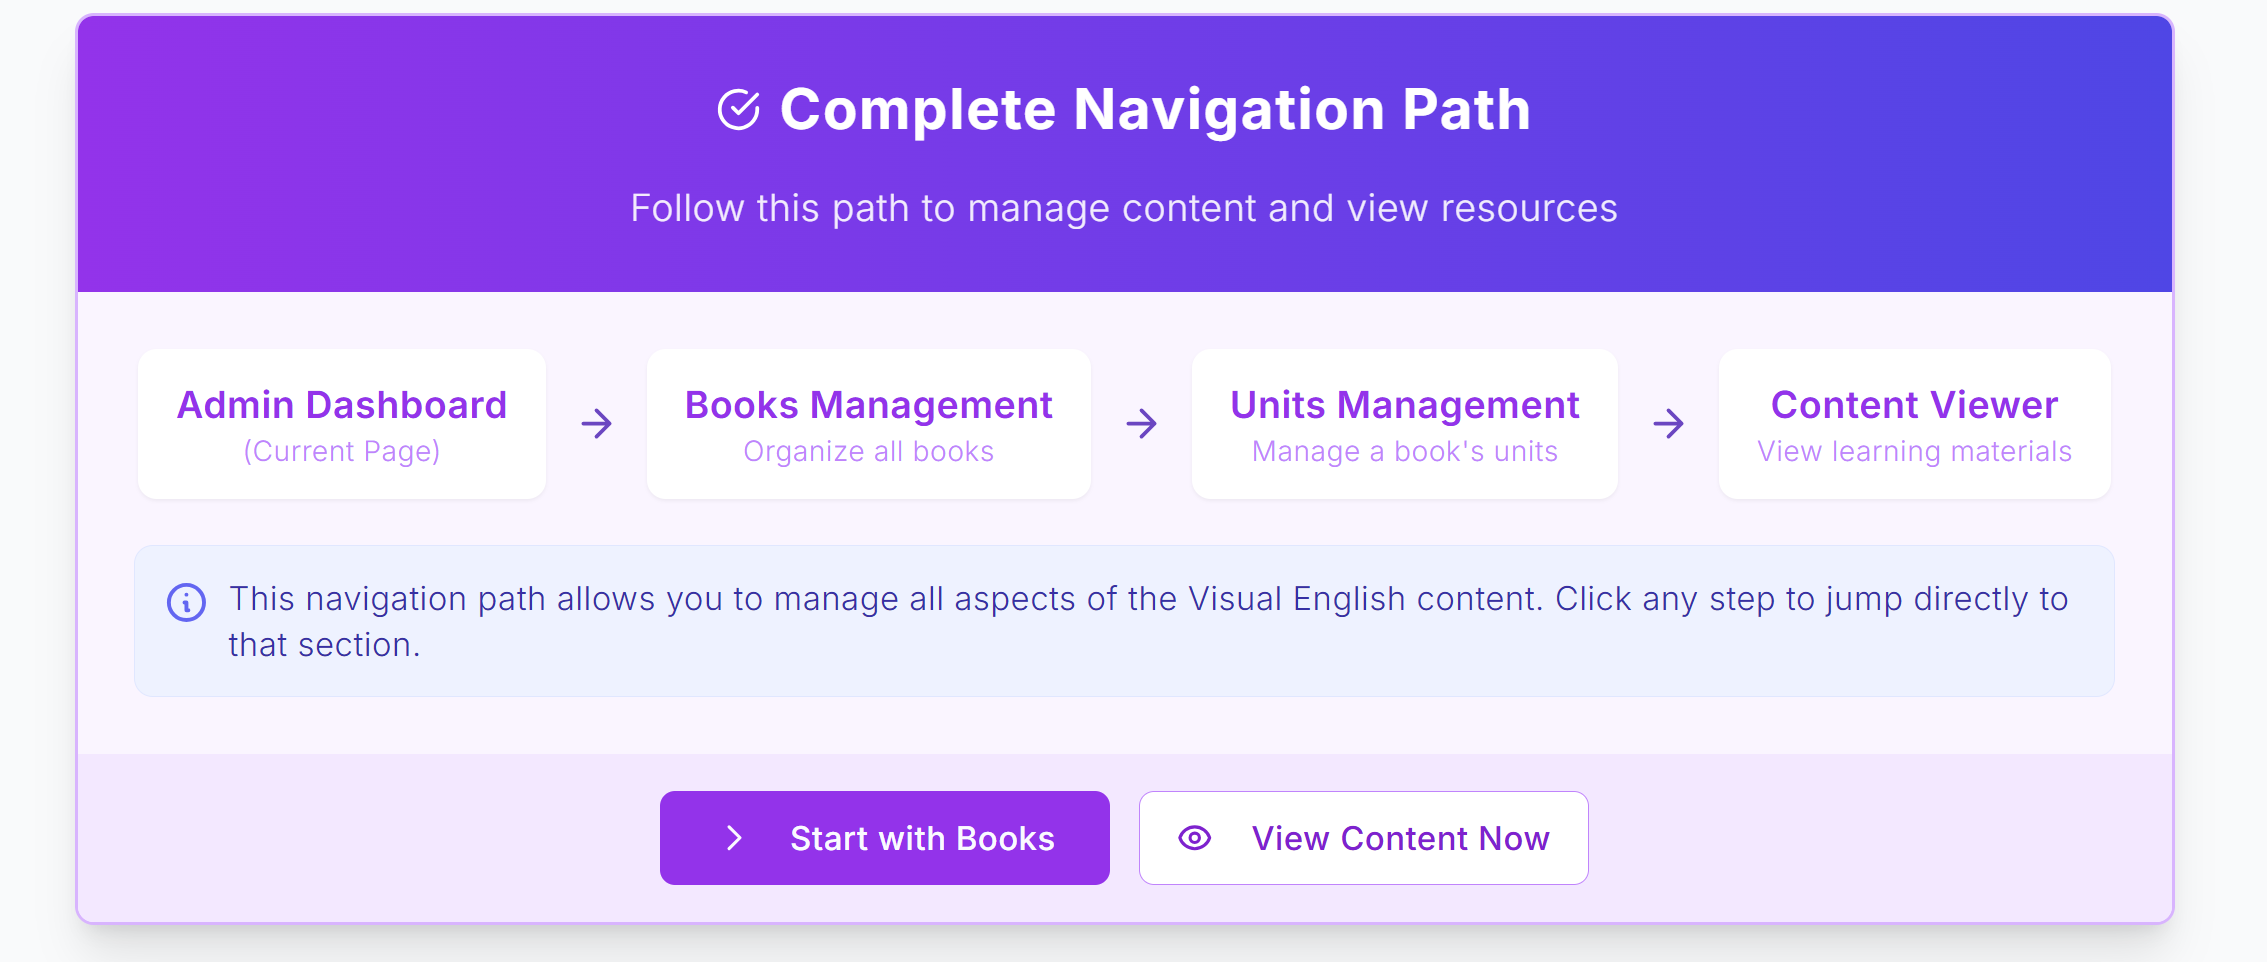 Complete Navigation Path
Follow this path to manage content and view resources
Admin Dashboard
(Current Page)
Books Management
Organize all books
Units Management
Manage a book's units
Content Viewer
View learning materials
This navigation path allows you to manage all aspects of the Visual English content. Click any step to jump directly to
that section.
Start with Books
View Content Now